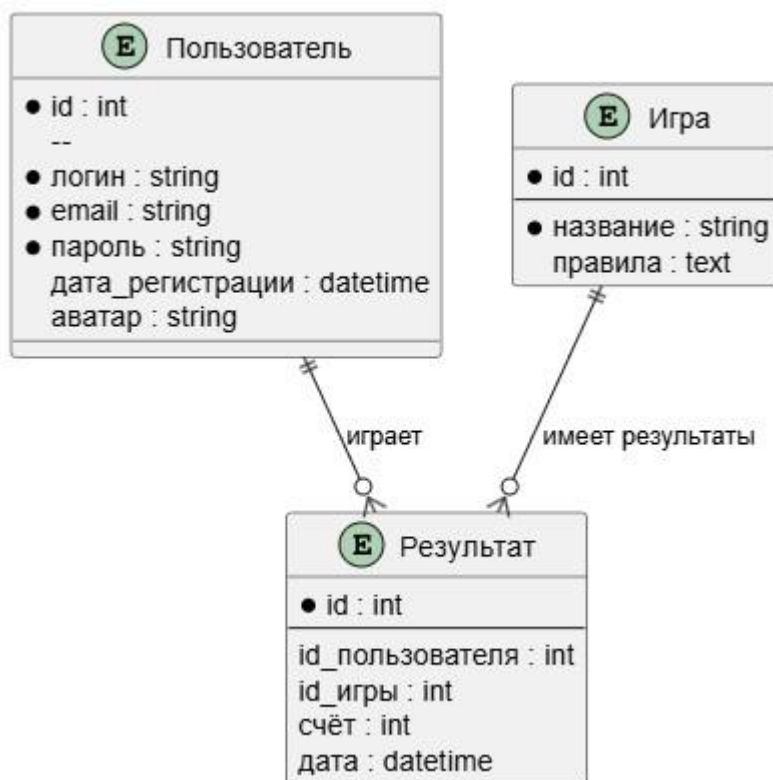 E Пользователь
id : int
--
логин : string
email : string
пароль : string
дата_регистрации : datetime
аватар : string
E Игра
id : int
название : string
правила : text
играет
имеет результаты
E Результат
id : int
id_пользователя : int
id_игры : int
счёт : int
дата : datetime